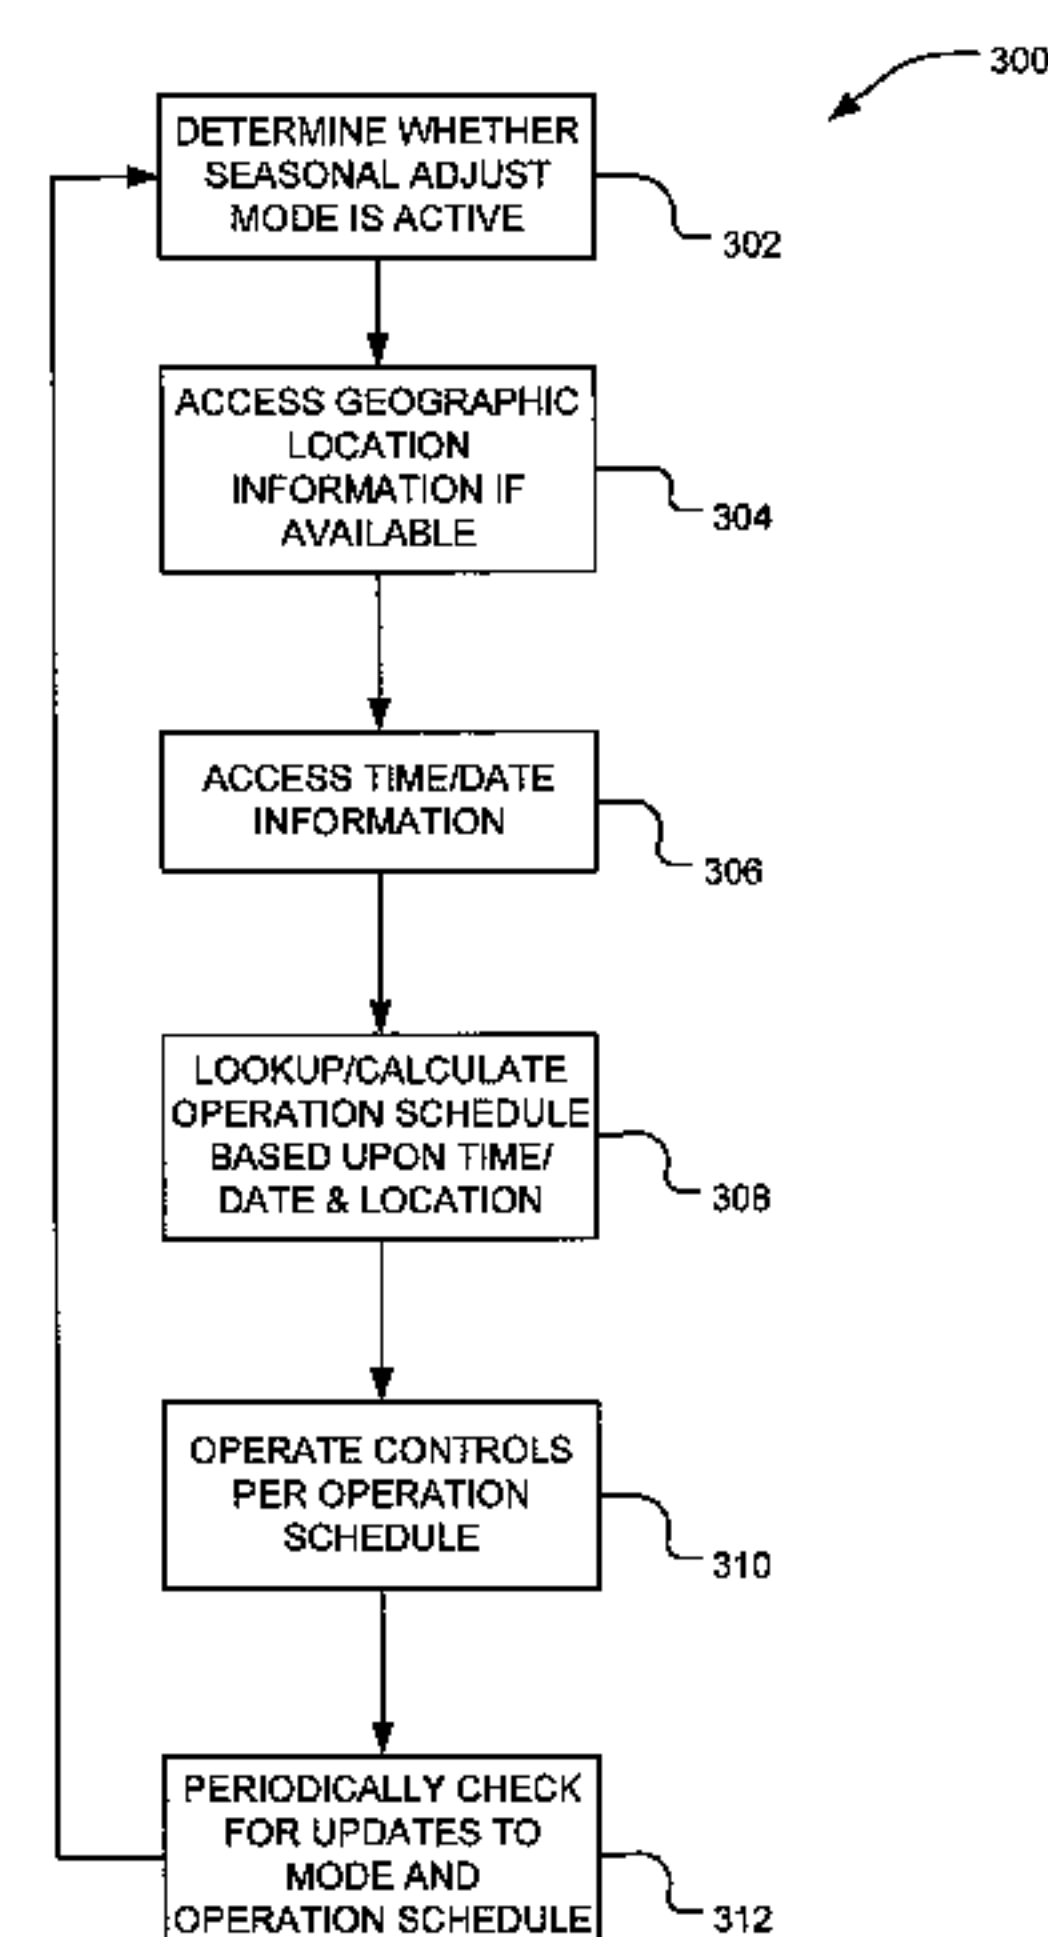 300
DETERMINE WHETHER
SEASONAL ADJUST
MODE IS ACTIVE
302
ACCESS GEOGRAPHIC
LOCATION
INFORMATION IF
AVAILABLE
304
ACCESS TIME/DATE
INFORMATION
306
LOOKUP/CALCULATE
OPERATION SCHEDULE
BASED UPON TIME/
DATE & LOCATION
308
OPERATE CONTROLS
PER OPERATION
SCHEDULE
310
PERIODICALLY CHECK
FOR UPDATES TO
MODE AND
OPERATION SCHEDULE
312